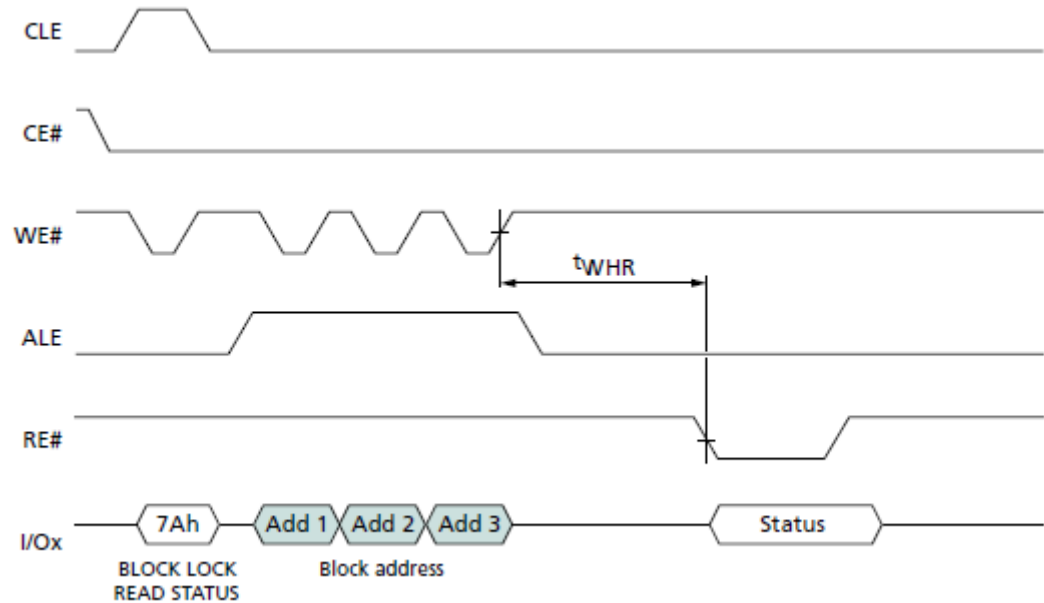 CLE
CE#
WE#
tWHR
ALE
RE#
I/Ox
7Ah Add 1 Add 2 Add 3 Status
BLOCK LOCK
READ STATUS
Block address